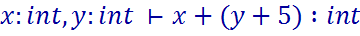 x: int, y: int ⊢ x + (y + 5) : int